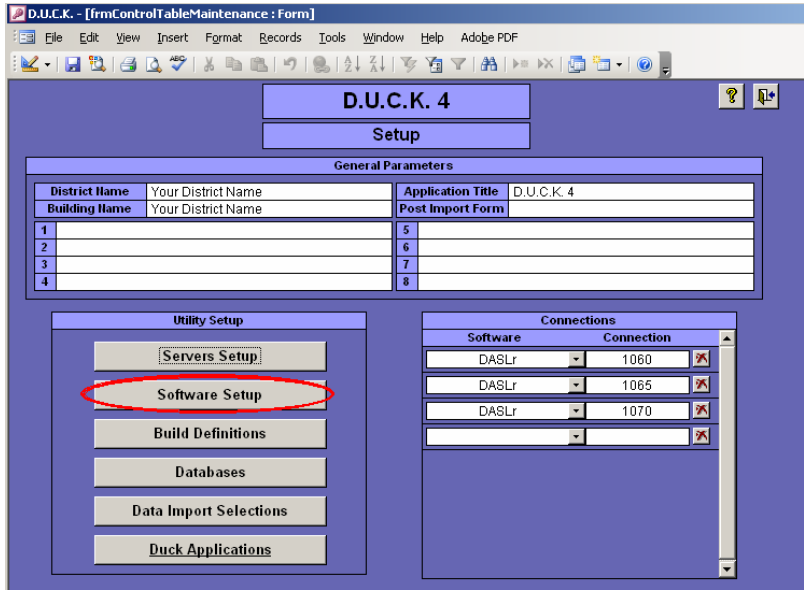 D.U.C.K. - [frmControlTableMaintenance : Form]
File Edit View Insert Format Records Tools Window Help Adobe PDF
D.U.C.K. 4
Setup
General Parameters
District Name Your District Name Application Title D.U.C.K. 4
Building Name Your District Name Post Import Form
1 5
2 6
3 7
4 8
Utility Setup
Servers Setup
Software Setup
Build Definitions
Databases
Data Import Selections
Duck Applications
Connections
Software Connection
DASLr 1060
DASLr 1065
DASLr 1070